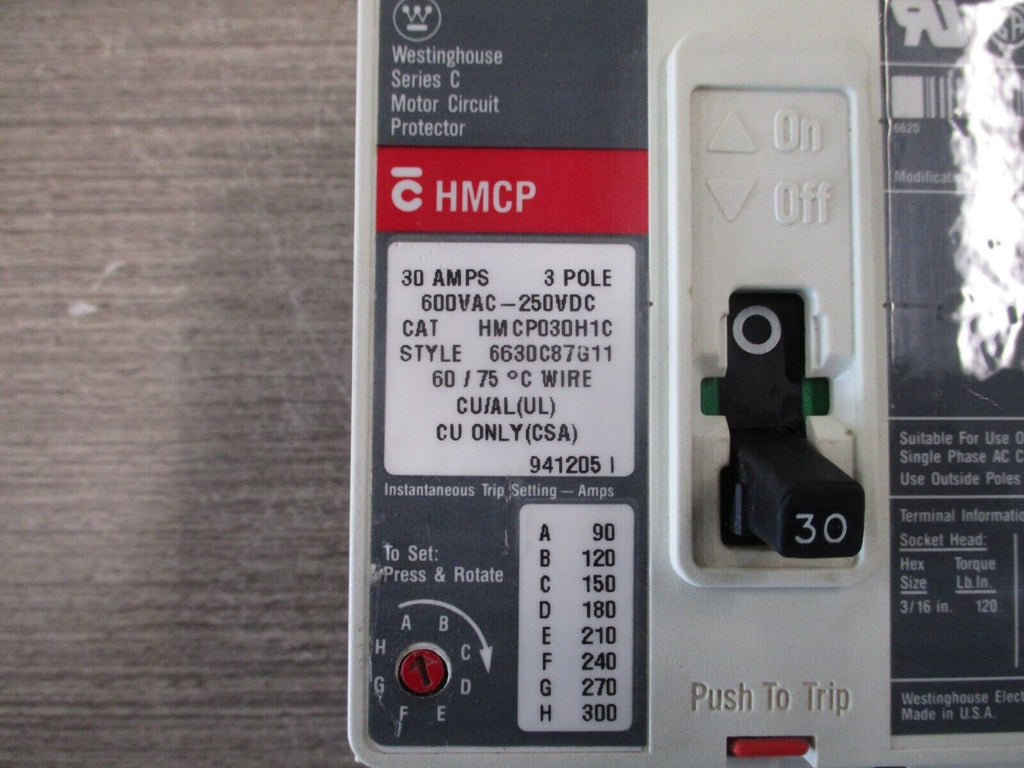 W
Westinghouse
Series C
Motor Circuit
Protector
C HMCP
30 AMPS 3 POLE
600VAC-250VDC
CAT HMCP030H1C
STYLE 6630C87G11
60 / 75 °C WIRE
CU/AL(UL)
CU ONLY(CSA)
941205 I
Instantaneous Trip Setting — Amps
To Set:
Press & Rotate
A B C D E F G H
A 90
B 120
C 150
D 180
E 210
F 240
G 270
H 300
On
Off
O
30
Push To Trip
6620
Suitable For Use
Single Phase AC
Use Outside Poles
Terminal
Socket Head:
Hex Torque
Size Lb.In.
3/16 in. 120
Westinghouse
Made in U.S.A.